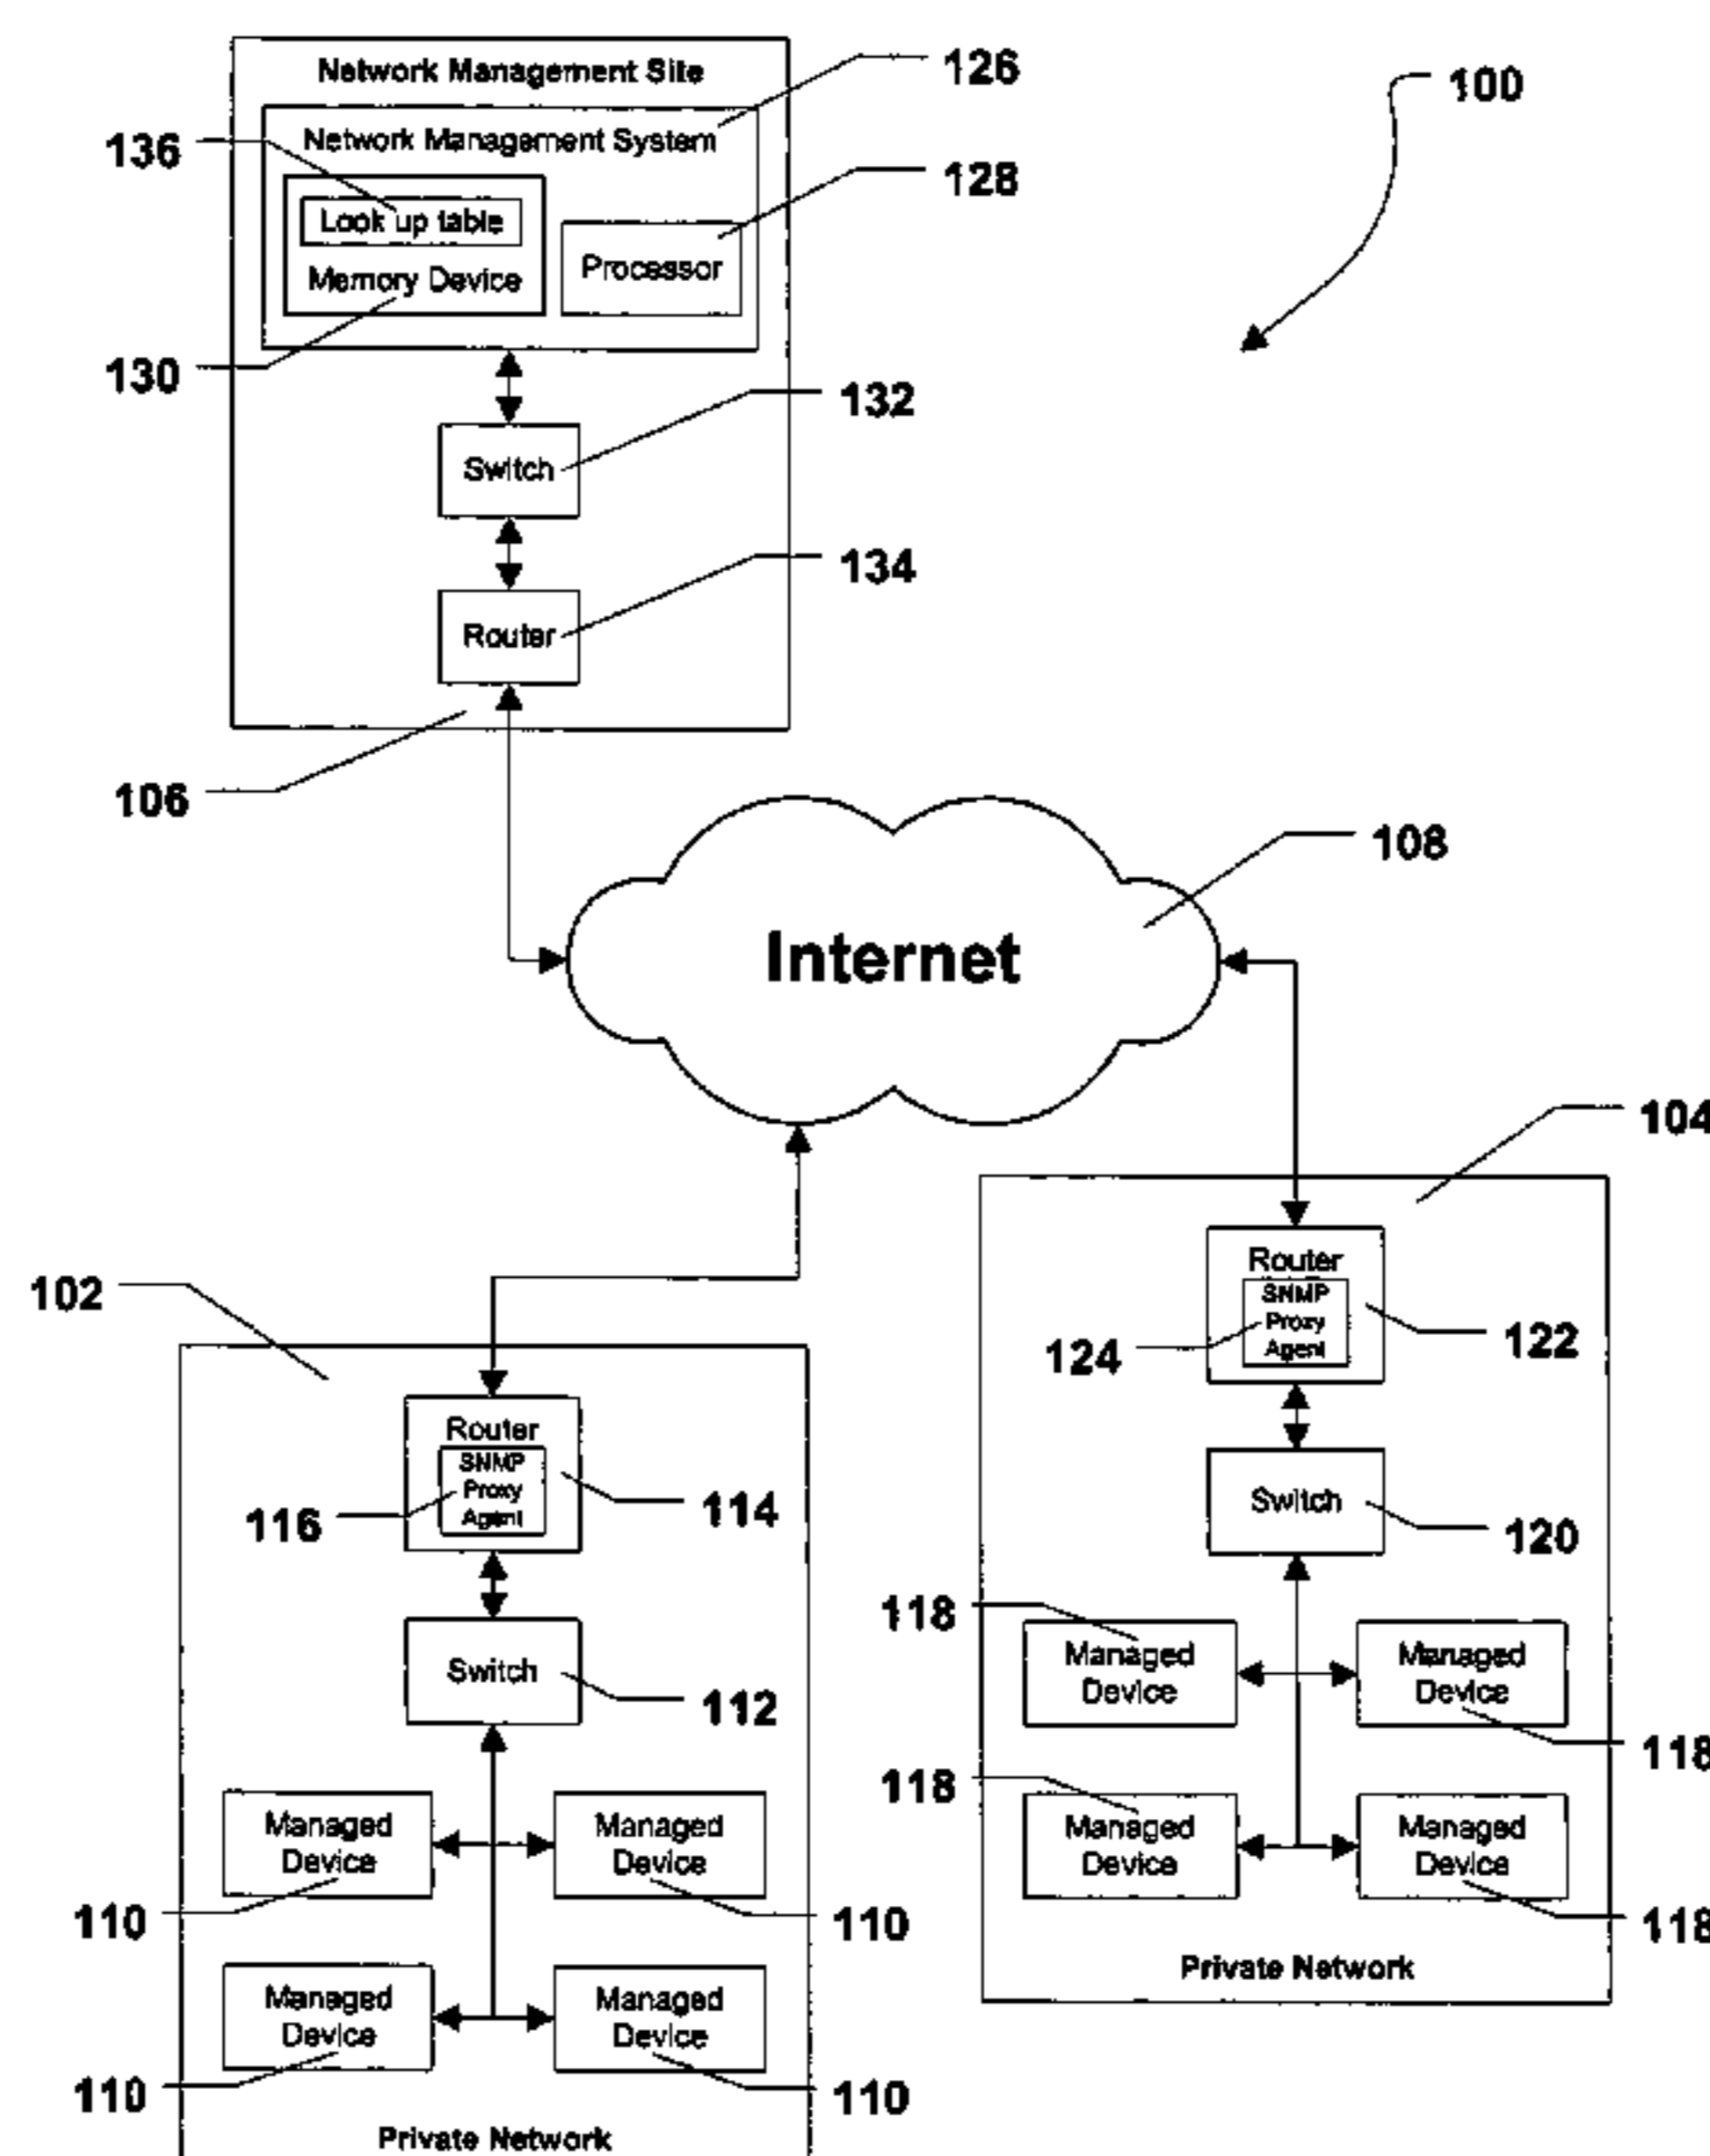 Network Management Site
126
100
Network Management System
136
128
Look up table
Processor
Memory Device
130
132
Switch
134
Router
106
108
Internet
104
Router
SNMP
Proxy
Agent
102
124
122
Router
SNMP
Proxy
Agent
116
114
Switch
120
118
Managed
Device
Managed
Device
Switch
112
118
118
Managed
Device
Managed
Device
Managed
Device
Managed
Device
110
110
118
Private Network
Managed
Device
Managed
Device
110
110
Private Network